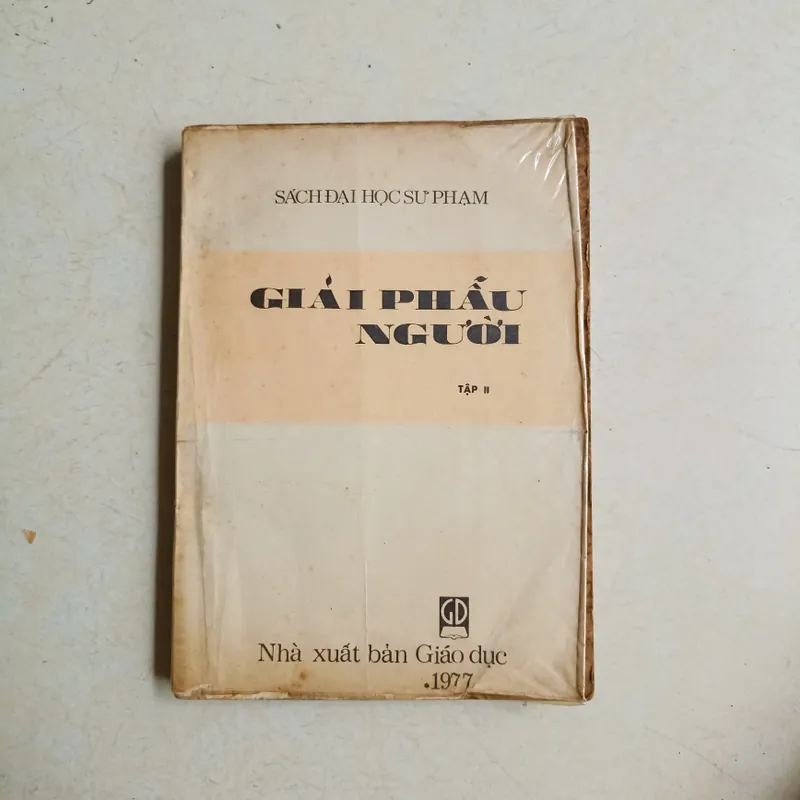 SÁCH ĐẠI HỌC SƯ PHẠM
GIẢI PHẪU
NGƯỜI
TẬP II
GD
Nhà xuất bản Giáo dục
.1977